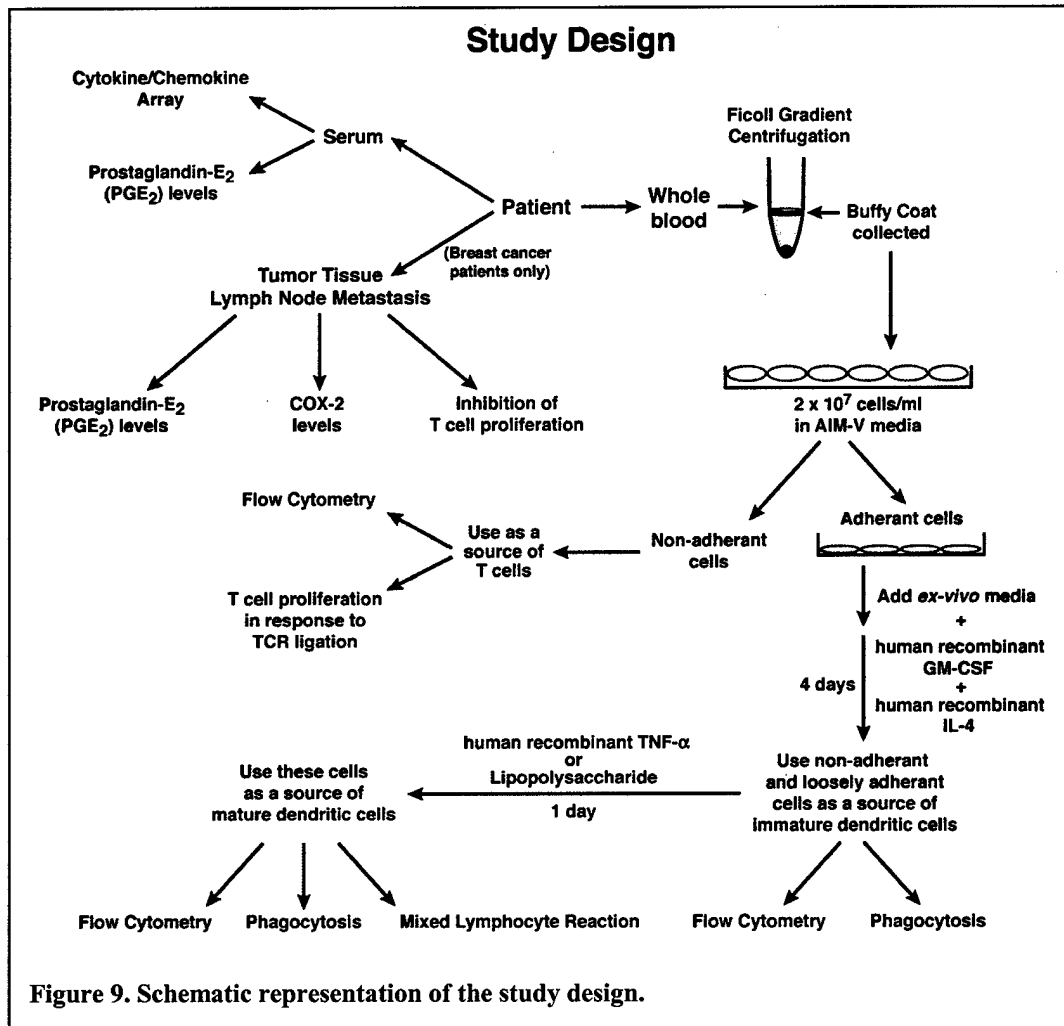 Study Design
Cytokine/Chemokine
Array
Serum
Prostaglandin-E2
(PGE2) levels
Patient
Whole
blood
Ficoll Gradient
Centrifugation
Buffy Coat
collected
(Breast cancer
patients only)
Tumor Tissue
Lymph Node Metastasis
Prostaglandin-E2
(PGE2) levels
COX-2
levels
Inhibition of
T cell proliferation
2 x 10⁷ cells/ml
in AIM-V media
Flow Cytometry
Use as a
source of
T cells
Non-adherant
cells
Adherant cells
T cell proliferation
in response to
TCR ligation
Add ex-vivo media
+
human recombinant
GM-CSF
+
human recombinant
IL-4
4 days
human recombinant TNF-α
or
Lipopolysaccharide
1 day
Use these cells
as a source of
mature dendritic cells
Use non-adherant
and loosely adherant
cells as a source of
immature dendritic cells
Flow Cytometry
Phagocytosis
Mixed Lymphocyte Reaction
Flow Cytometry
Phagocytosis
Figure 9. Schematic representation of the study design.